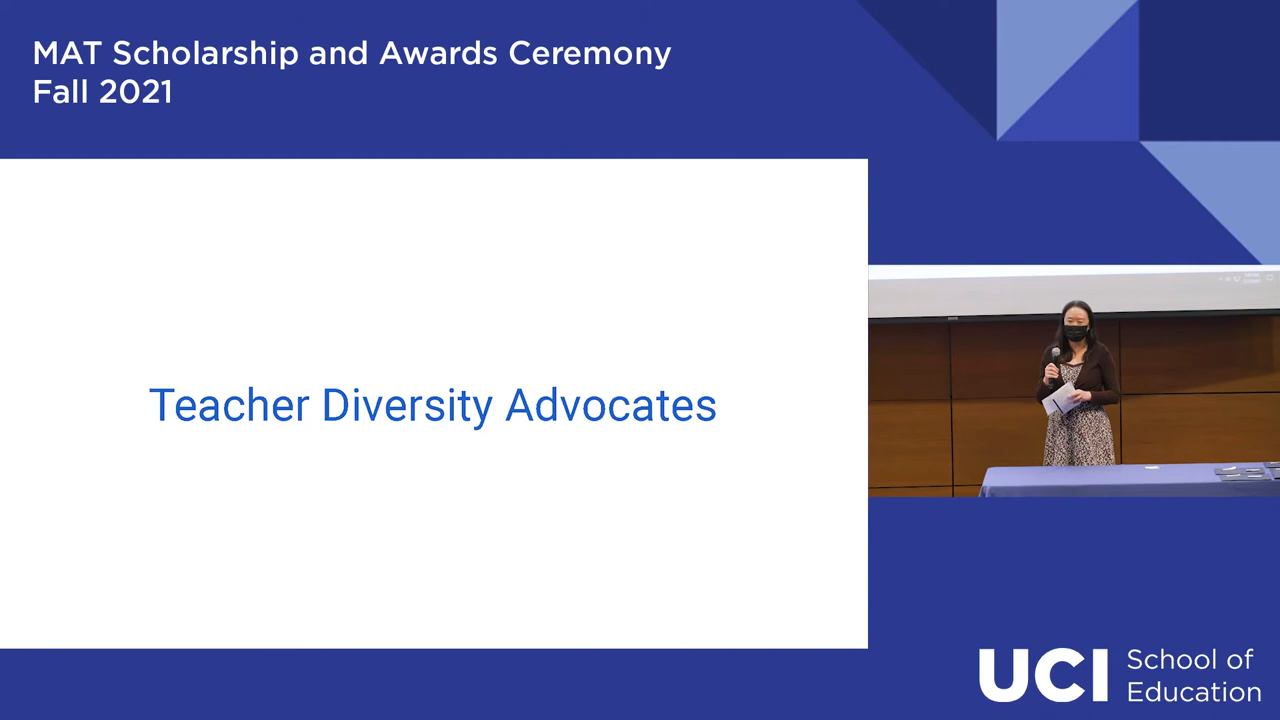 MAT Scholarship and Awards Ceremony
Fall 2021
Teacher Diversity Advocates
UCI School of
Education